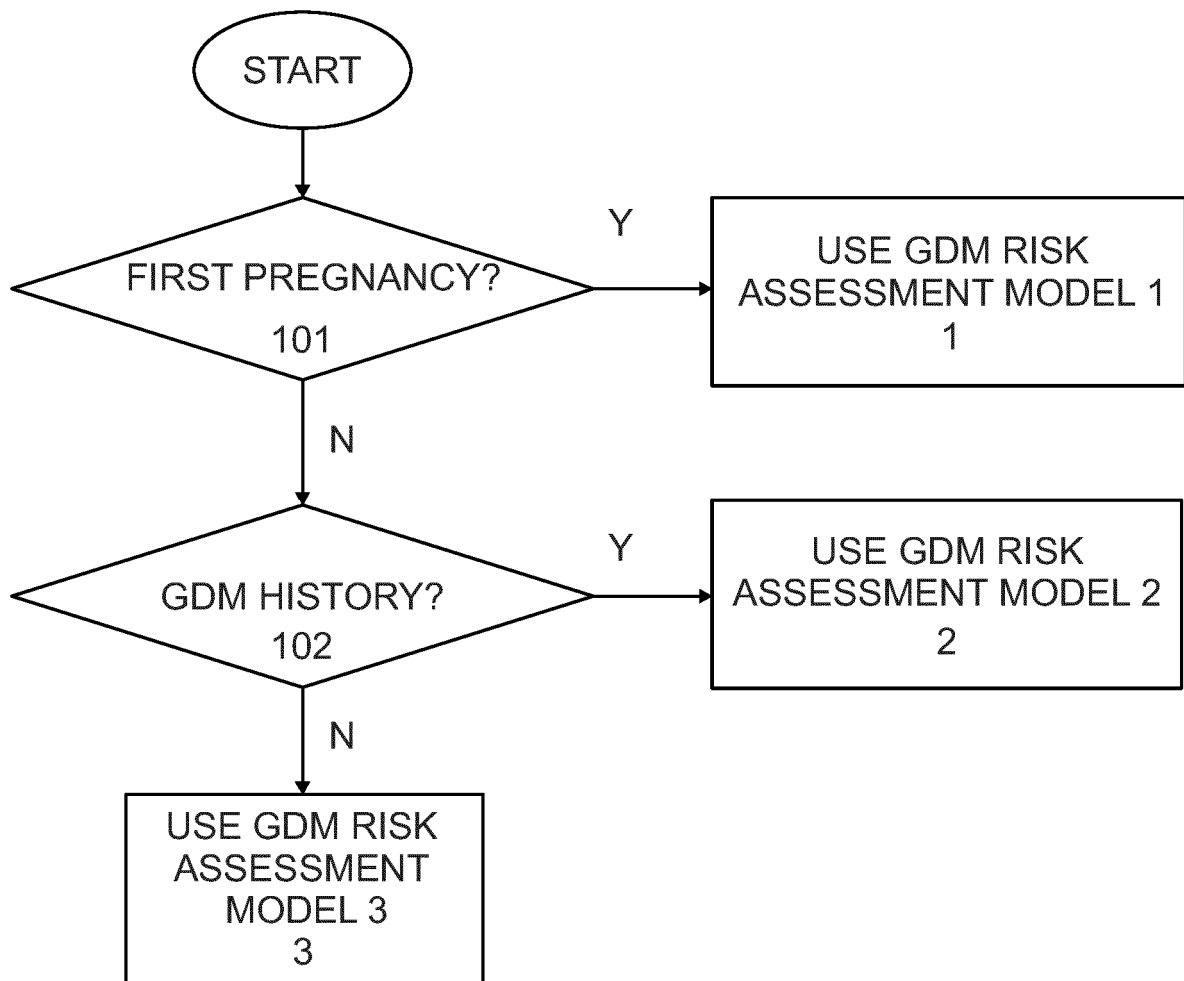 START
FIRST PREGNANCY?
101
Y
USE GDM RISK
ASSESSMENT MODEL 1
1
N
GDM HISTORY?
102
Y
USE GDM RISK
ASSESSMENT MODEL 2
2
N
USE GDM RISK
ASSESSMENT
MODEL 3
3